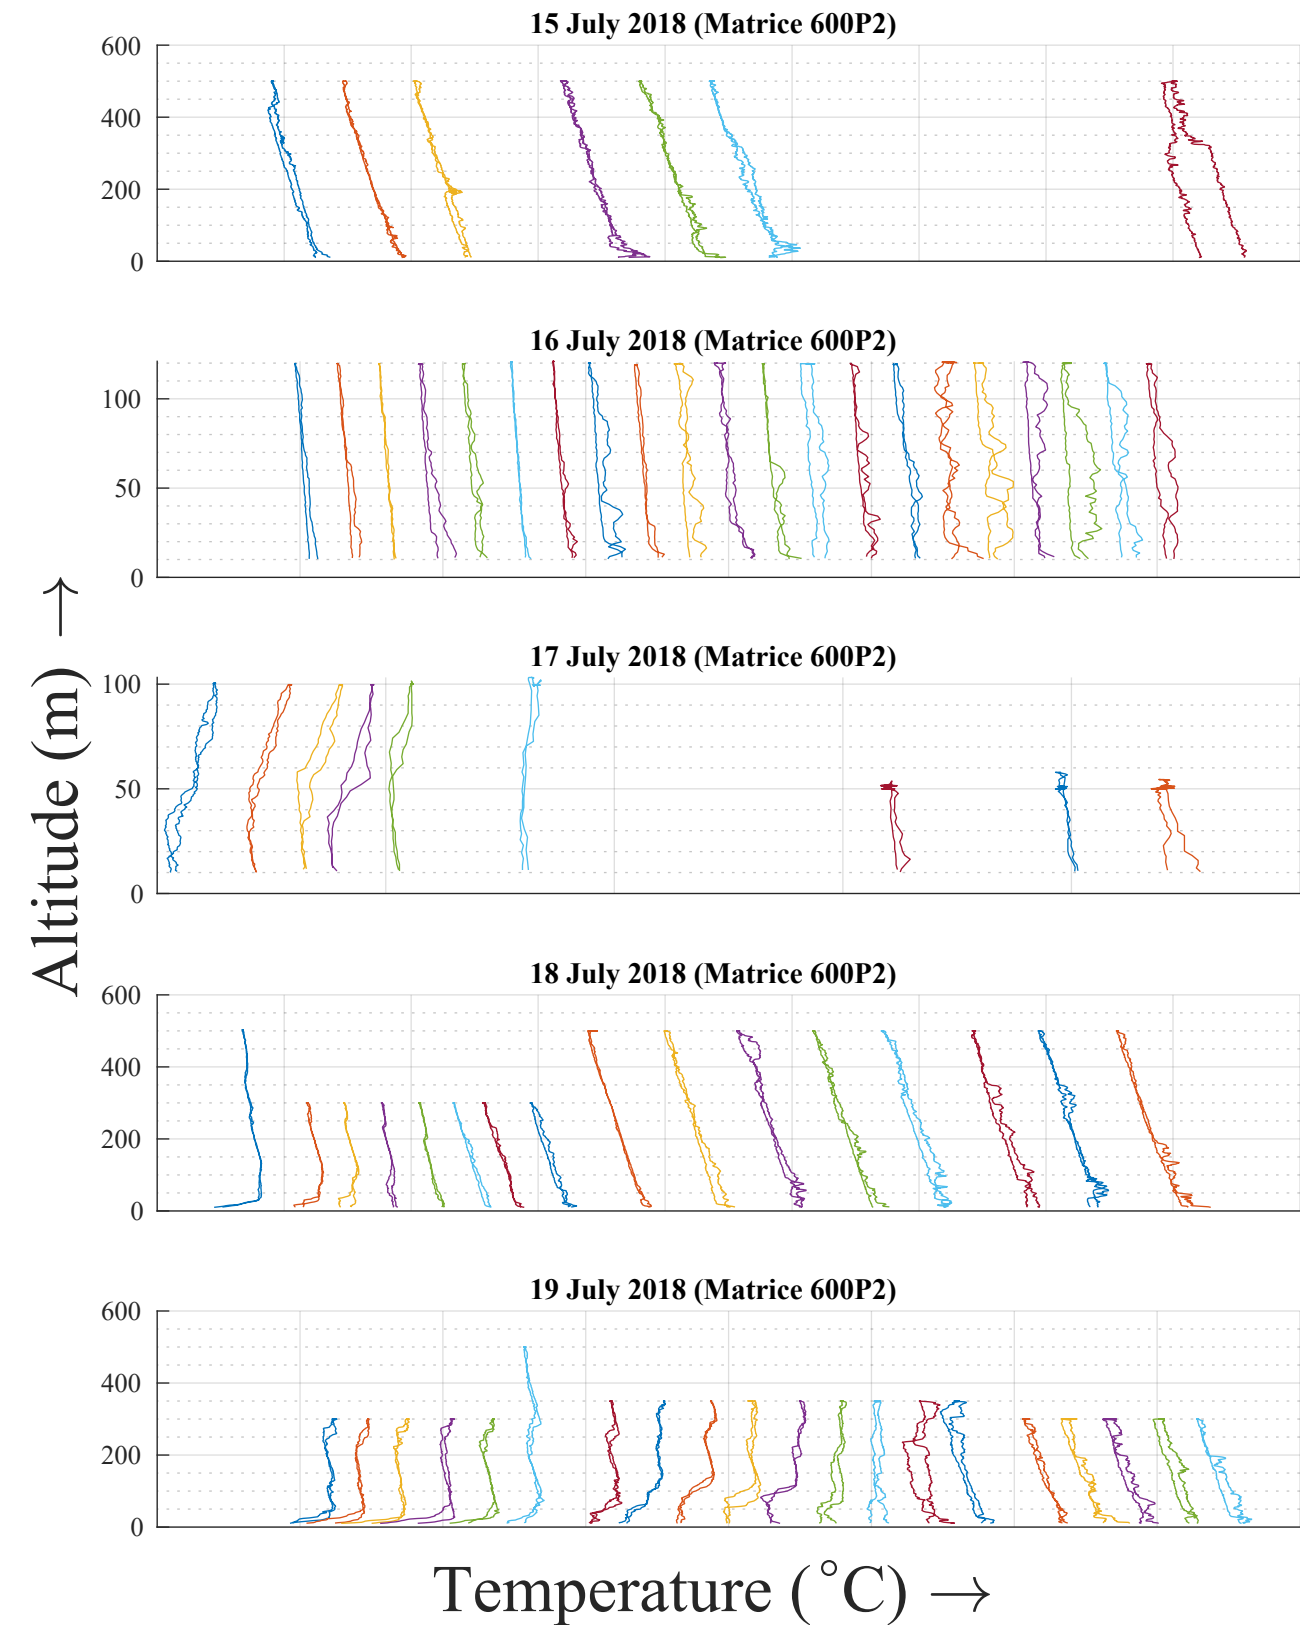 15 July 2018 (Matrice 600P2)
600
400
200
0
16 July 2018 (Matrice 600P2)
100
50
0
17 July 2018 (Matrice 600P2)
100
50
0
18 July 2018 (Matrice 600P2)
600
400
200
0
19 July 2018 (Matrice 600P2)
600
400
200
0
Altitude (m) →
Temperature (°C) →